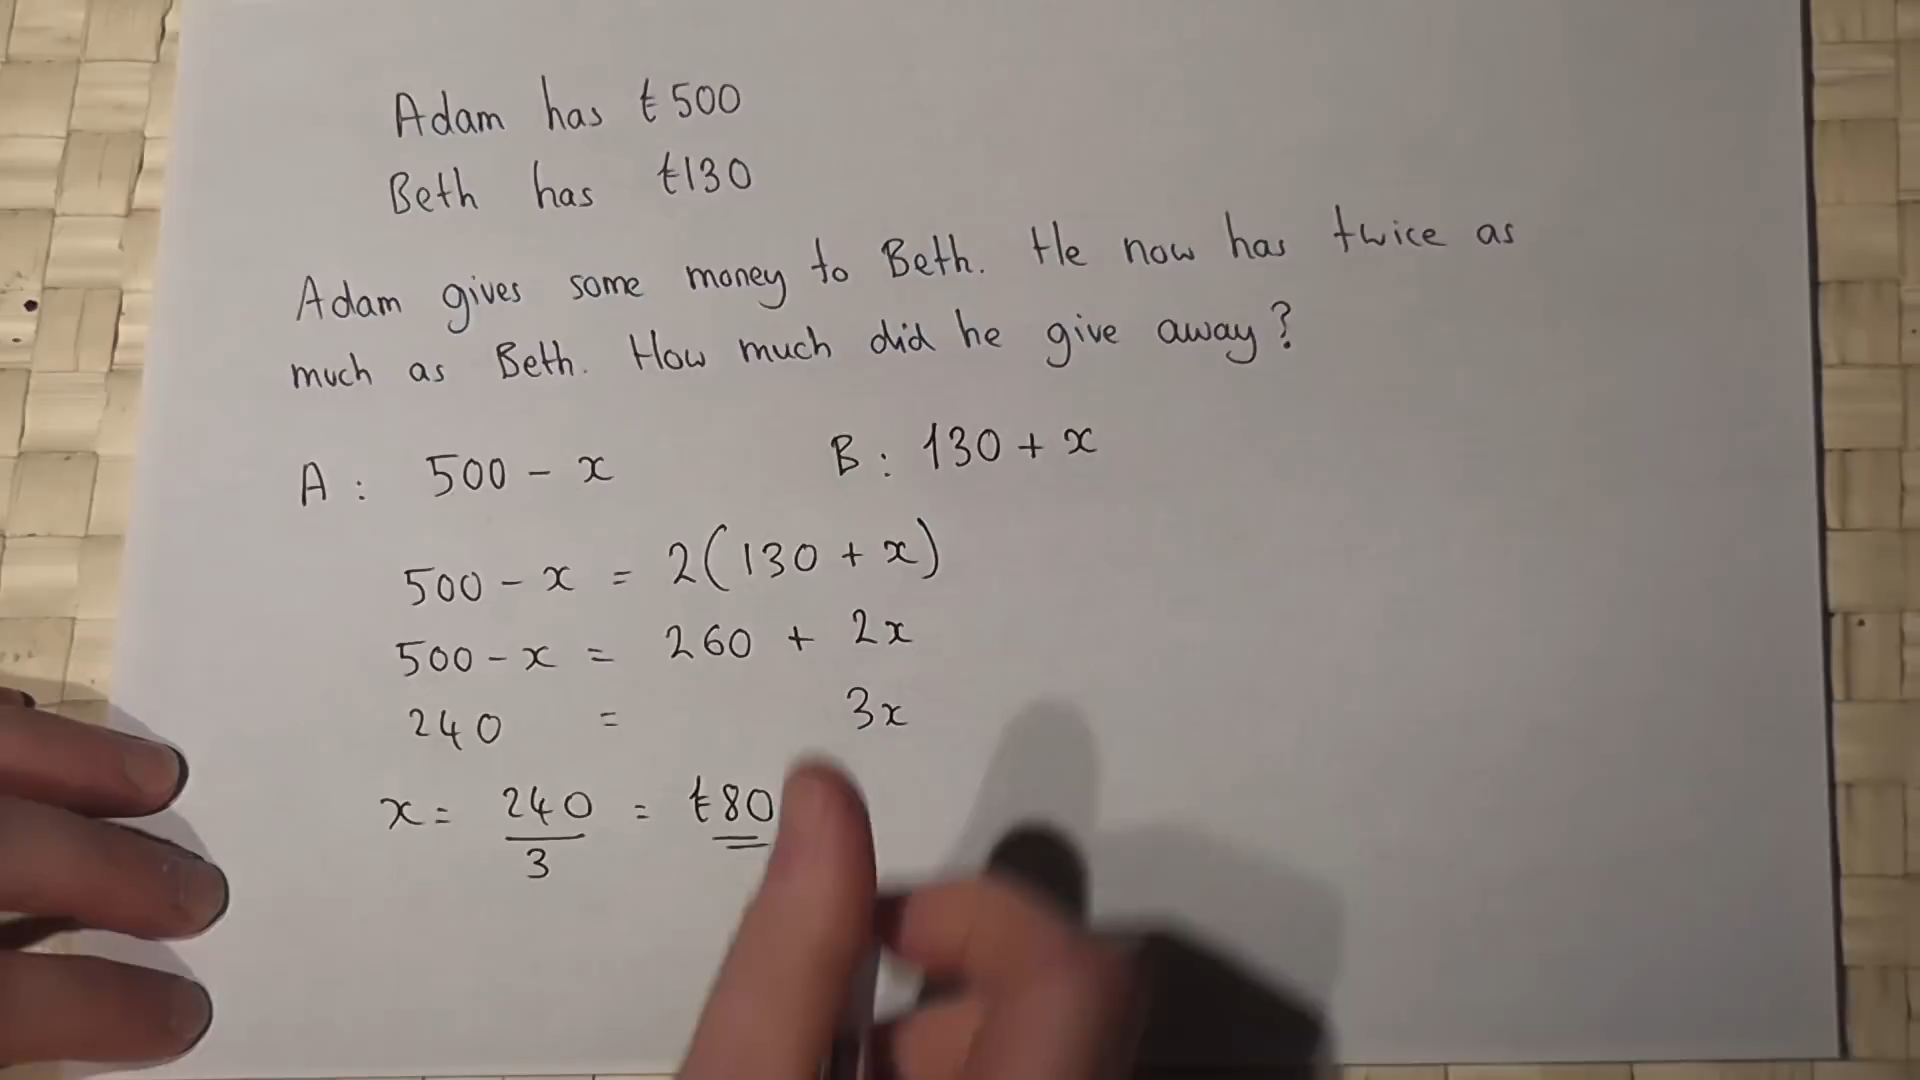 Adam has £500
Beth has £130
Adam gives some money to Beth. He now has twice as
much as Beth. How much did he give away?
A : 500 - x B : 130 + x
500 - x = 2(130 + x)
500 - x = 260 + 2x
240 = 3x
x = 240/3 = £80